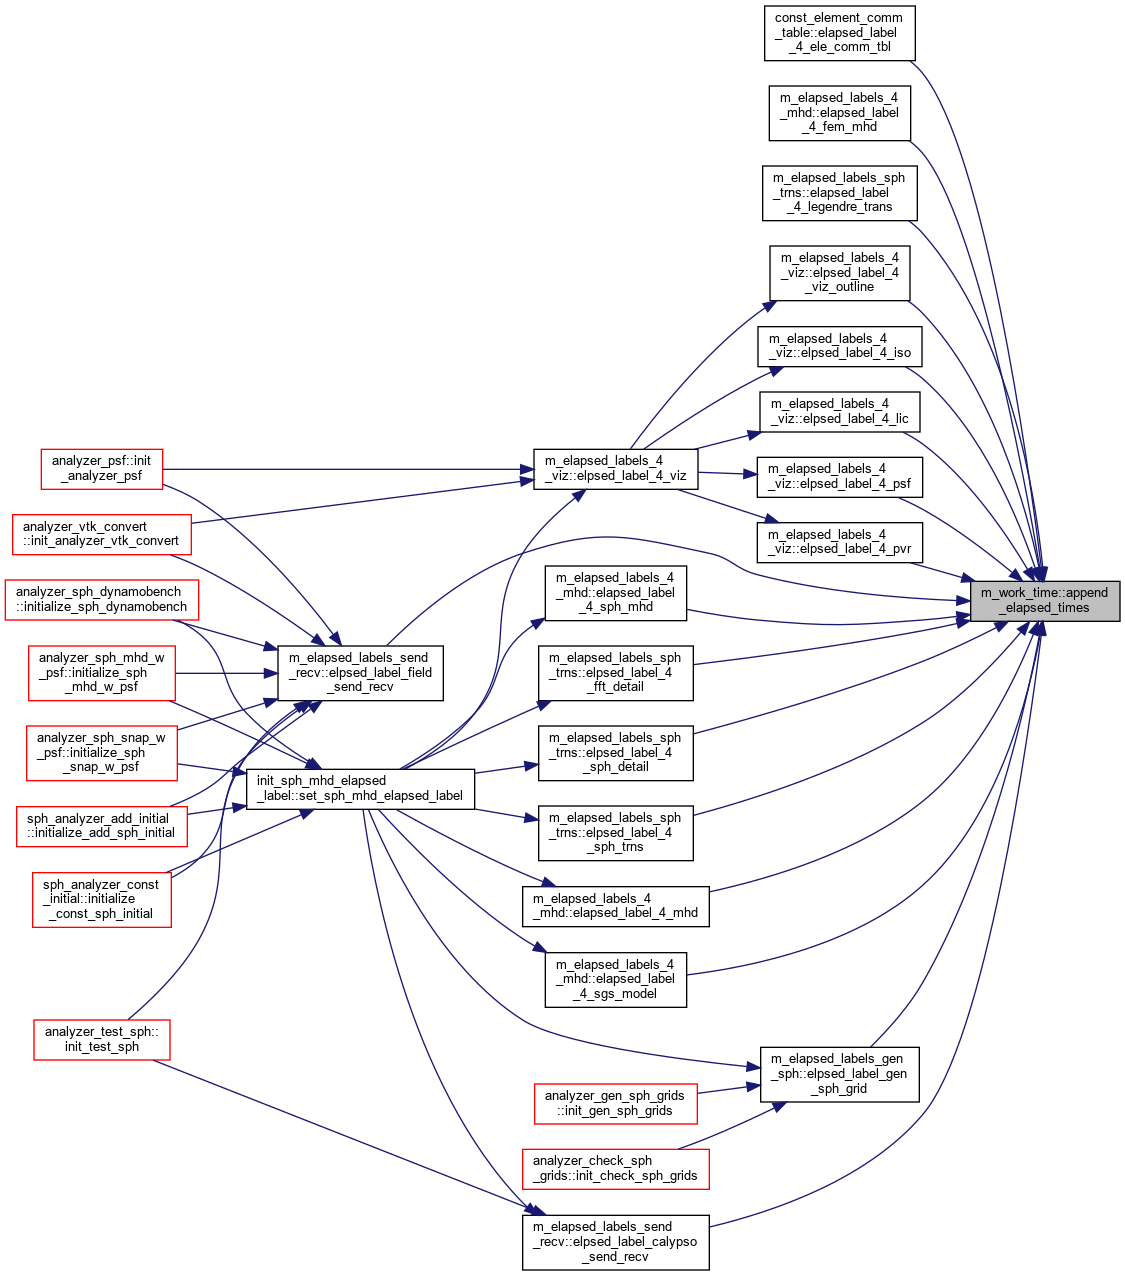 const_element_comm
_table::elapsed_label
_4_ele_comm_tbl
m_elapsed_labels_4
_mhd::elapsed_label
_4_fem_mhd
m_elapsed_labels_sph
_trns::elapsed_label
_4_legendre_trans
m_elapsed_labels_4
_viz::elpsed_label_4
_viz_outline
m_elapsed_labels_4
_viz::elpsed_label_4_iso
m_elapsed_labels_4
_viz::elpsed_label_4_lic
m_elapsed_labels_4
_viz::elpsed_label_4_psf
m_elapsed_labels_4
_viz::elpsed_label_4_pvr
m_work_time::append
_elapsed_times
m_elapsed_labels_4
_viz::elpsed_label_4_viz
analyzer_psf::init
_analyzer_psf
analyzer_vtk_convert
::init_analyzer_vtk_convert
analyzer_sph_dynamobench
::initialize_sph_dynamobench
analyzer_sph_mhd_w
_psf::initialize_sph
_mhd_w_psf
analyzer_sph_snap_w
_psf::initialize_sph
_snap_w_psf
sph_analyzer_add_initial
::initialize_add_sph_initial
sph_analyzer_const
_initial::initialize
_const_sph_initial
analyzer_test_sph::
init_test_sph
m_elapsed_labels_send
_recv::elpsed_label_field
_send_recv
init_sph_mhd_elapsed
_label::set_sph_mhd_elapsed_label
m_elapsed_labels_4
_mhd::elapsed_label
_4_sph_mhd
m_elapsed_labels_sph
_trns::elpsed_label_4
_fft_detail
m_elapsed_labels_sph
_trns::elpsed_label_4
_sph_detail
m_elapsed_labels_sph
_trns::elpsed_label_4
_sph_trns
m_elapsed_labels_4
_mhd::elapsed_label_4_mhd
m_elapsed_labels_4
_mhd::elapsed_label
_4_sgs_model
m_elapsed_labels_gen
_sph::elpsed_label_gen
_sph_grid
analyzer_gen_sph_grids
::init_gen_sph_grids
analyzer_check_sph
_grids::init_check_sph_grids
m_elapsed_labels_send
_recv::elpsed_label_calypso
_send_recv